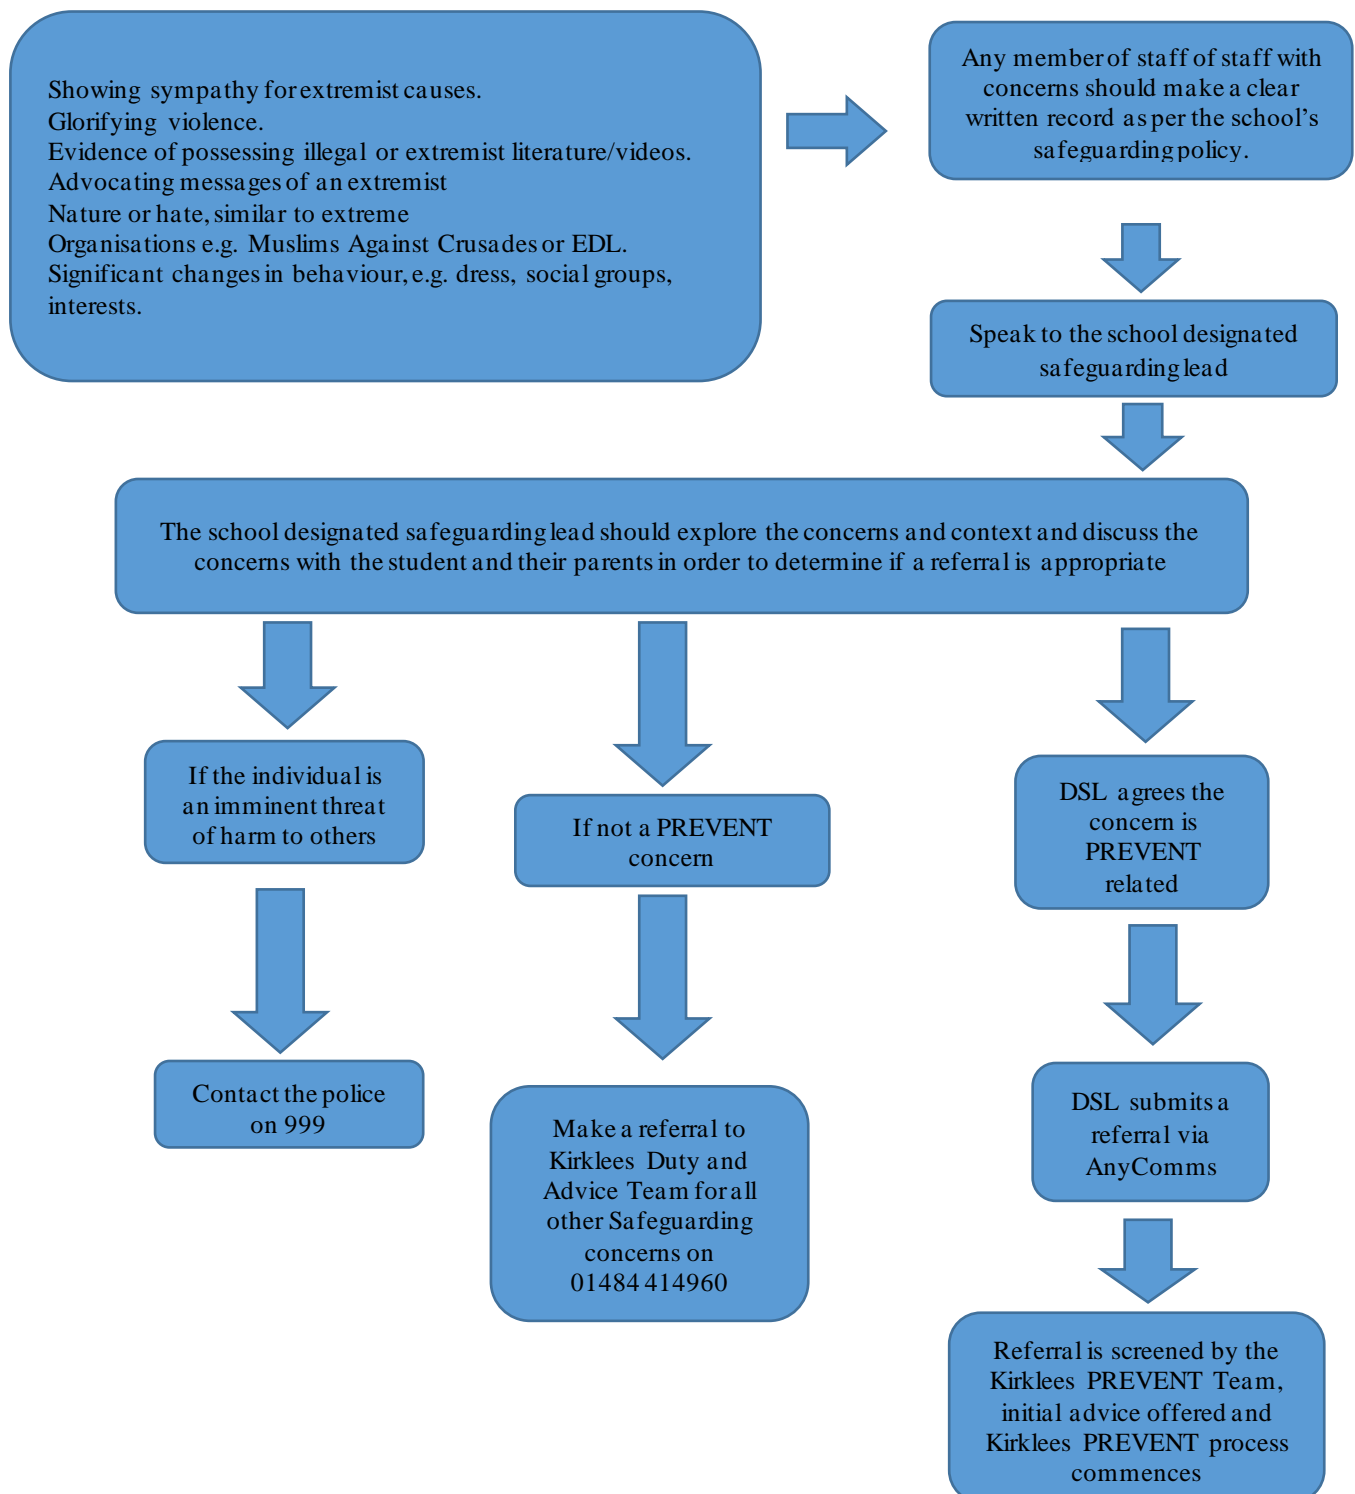 Showing sympathy for extremist causes.
Glorifying violence.
Evidence of possessing illegal or extremist literature/videos.
Advocating messages of an extremist
Nature or hate, similar to extreme
Organisations e.g. Muslims Against Crusades or EDL.
Significant changes in behaviour, e.g. dress, social groups,
interests.
Any member of staff of staff with
concerns should make a clear
written record as per the school's
safeguarding policy.
Speak to the school designated
safeguarding lead
The school designated safeguarding lead should explore the concerns and context and discuss the
concerns with the student and their parents in order to determine if a referral is appropriate
If the individual is
an imminent threat
of harm to others
Contact the police
on 999
If not a PREVENT
concern
Make a referral to
Kirklees Duty and
Advice Team for all
other Safeguarding
concerns on
01484 414960
DSL agrees the
concern is
PREVENT
related
DSL submits a
referral via
AnyComms
Referral is screened by the
Kirklees PREVENT Team,
initial advice offered and
Kirklees PREVENT process
commences